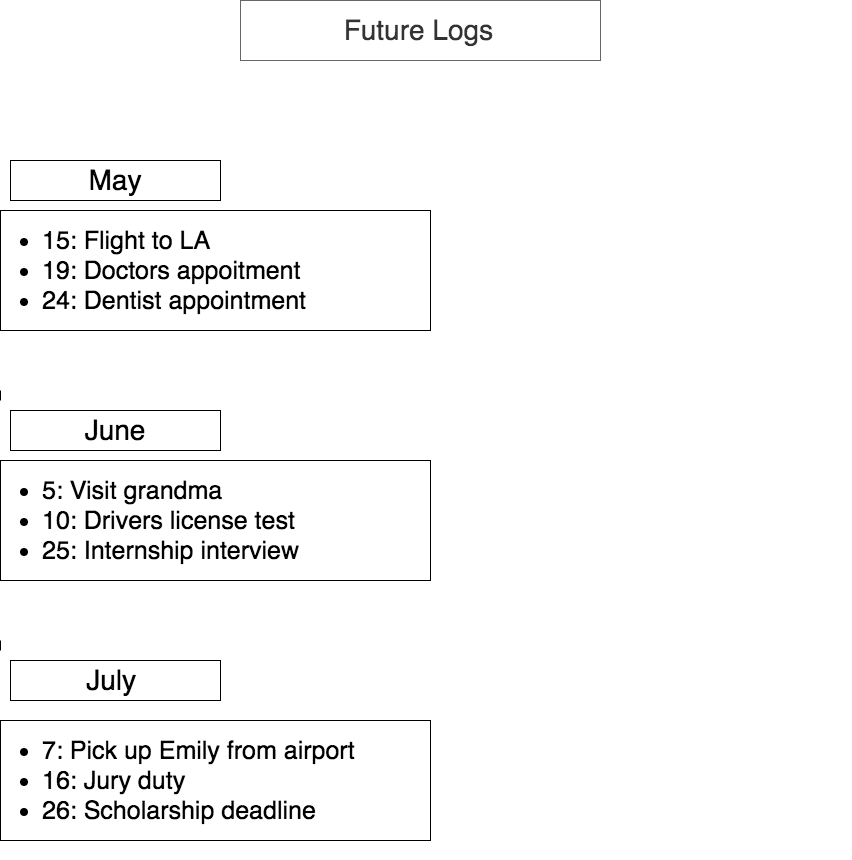 Future Logs
May
• 15: Flight to LA
• 19: Doctors appoitment
• 24: Dentist appointment
June
• 5: Visit grandma
• 10: Drivers license test
• 25: Internship interview
July
• 7: Pick up Emily from airport
• 16: Jury duty
• 26: Scholarship deadline